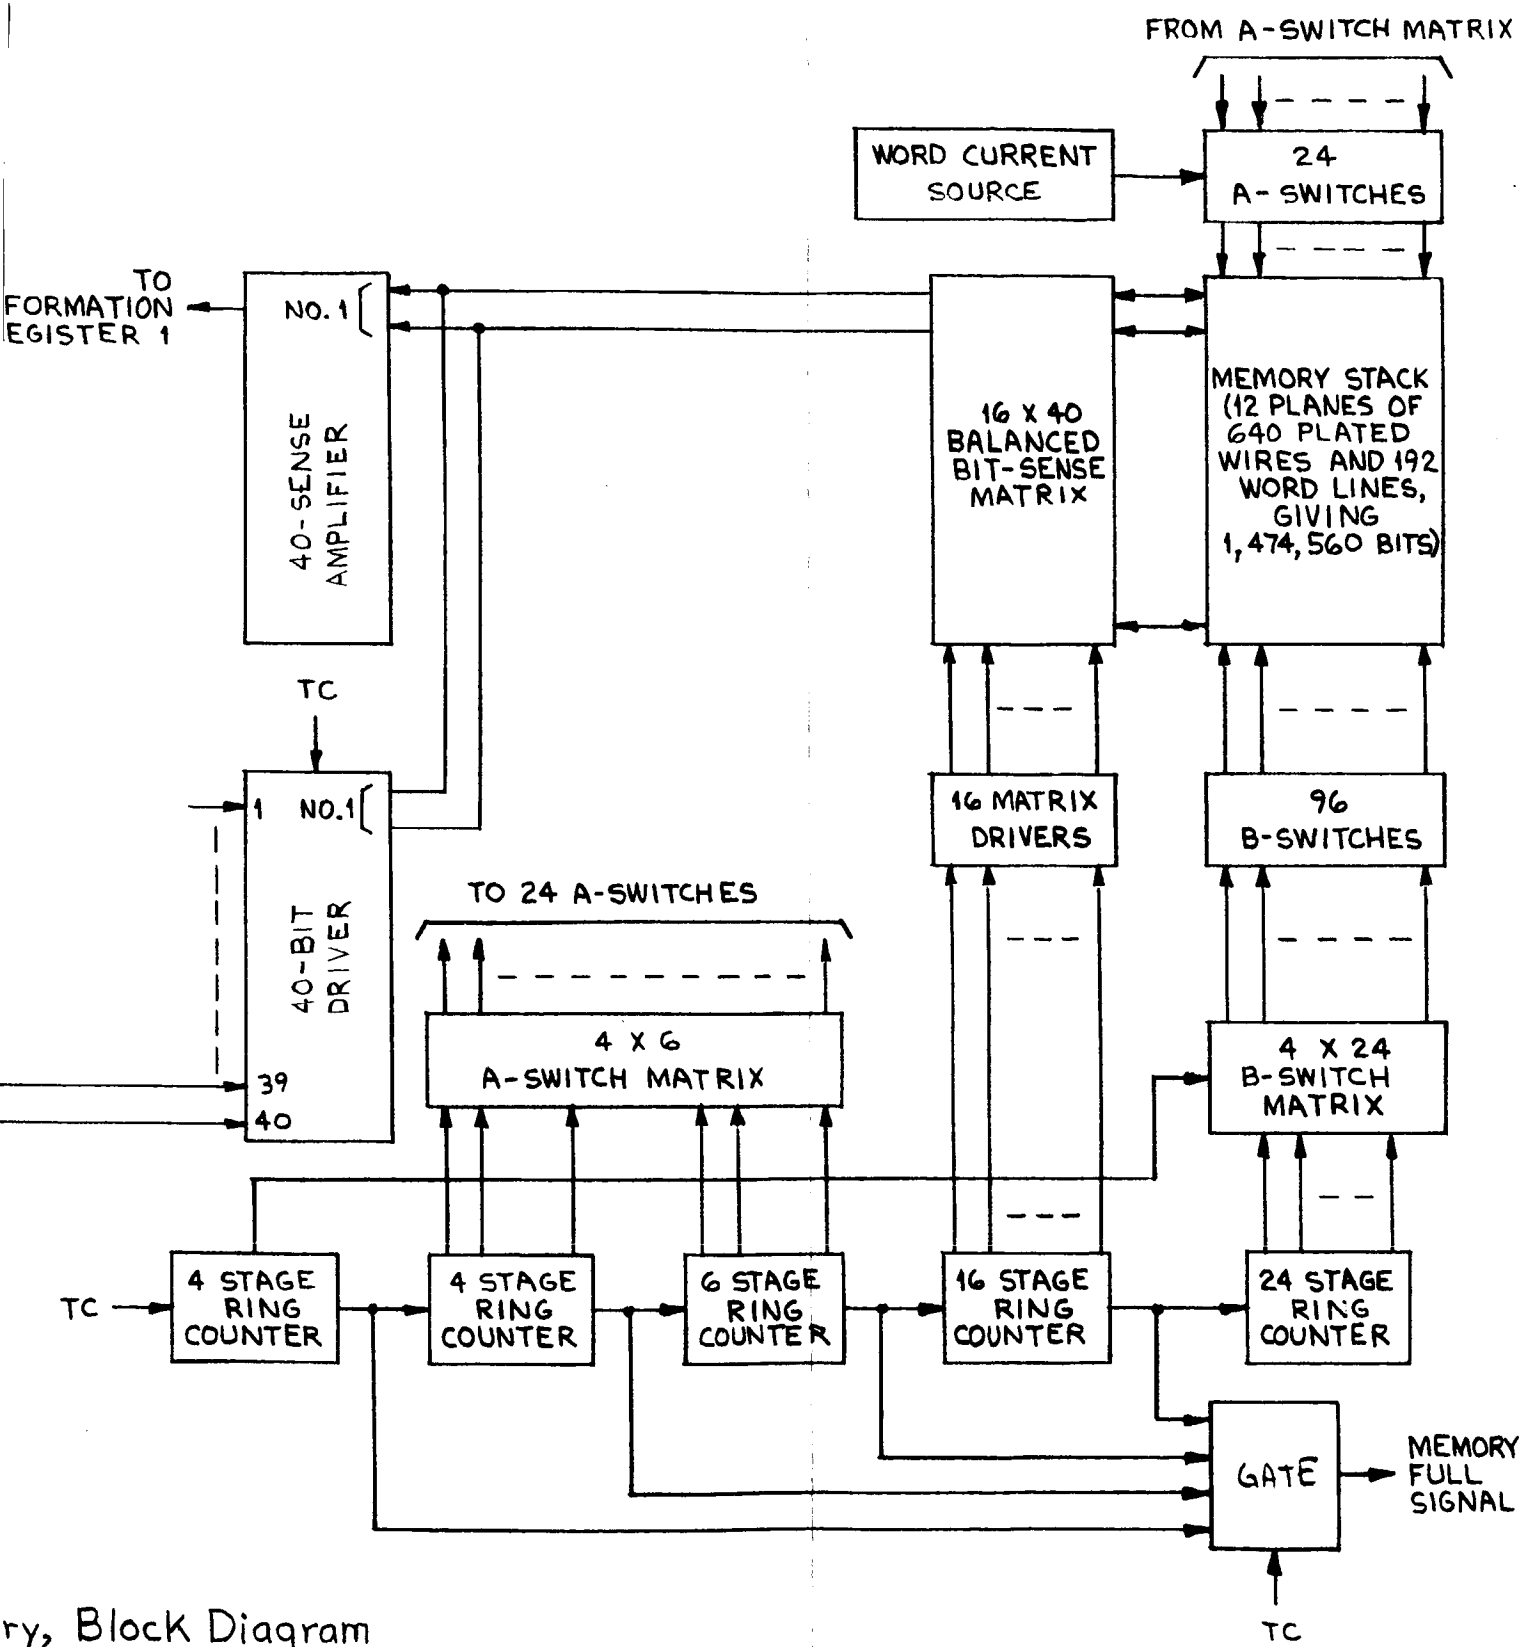 FROM A-SWITCH MATRIX
WORD CURRENT
SOURCE
24
A- SWITCHES
TO
FORMATION
EGISTER 1
NO. 1
40-SENSE
AMPLIFIER
16 X 40
BALANCED
BIT-SENSE
MATRIX
MEMORY STACK
(12 PLANES OF
640 PLATED
WIRES AND 192
WORD LINES,
GIVING
1,474,560 BITS)
TC
1
NO.1
40-BIT
DRIVER
39
40
16 MATRIX
DRIVERS
96
B-SWITCHES
TO 24 A-SWITCHES
4 X 6
A-SWITCH MATRIX
4 X 24
B-SWITCH
MATRIX
TC
4 STAGE
RING
COUNTER
4 STAGE
RING
COUNTER
6 STAGE
RING
COUNTER
16 STAGE
RING
COUNTER
24 STAGE
RING
COUNTER
GATE
MEMORY
FULL
SIGNAL
TC
ry, Block Diagram